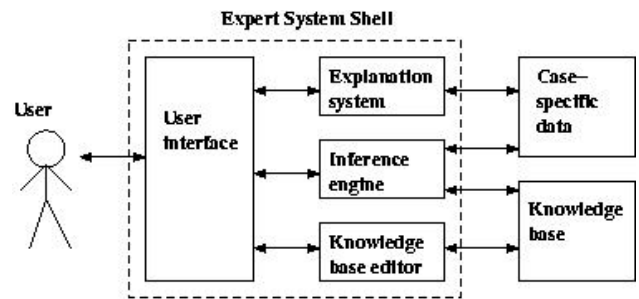 Expert System Shell
User
User
interface
Explanation
system
Inference
engine
Knowledge
base editor
Case–
specific
data
Knowledge
base